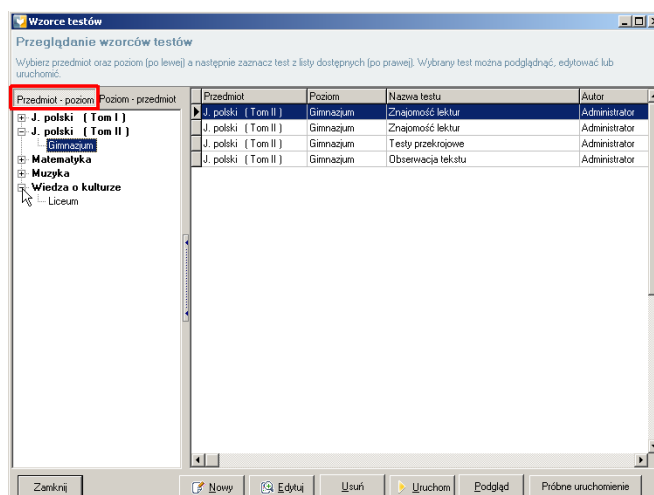 Wzorce testów
Przeglądanie wzorców testów
Wybierz przedmiot oraz poziom (po lewej) a następnie zaznacz test z listy dostępnych (po prawej). Wybrany test można podglądnąć, edytować lub
uruchomić.
Przedmiot - poziom Poziom - przedmiot
J. polski ( Tom I )
J. polski ( Tom II )
Gimnazjum
Matematyka
Muzyka
Wiedza o kulturze
Liceum
Przedmiot Poziom Nazwa testu Autor
J. polski ( Tom II ) Gimnazjum Znajomość lektur Administrator
J. polski ( Tom II ) Gimnazjum Znajomość lektur Administrator
J. polski ( Tom II ) Gimnazjum Testy przekrojowe Administrator
J. polski ( Tom II ) Gimnazjum Obserwacja tekstu Administrator
Zamknij Nowy Edytuj Usuń Uruchom Podgląd Próbne uruchomienie